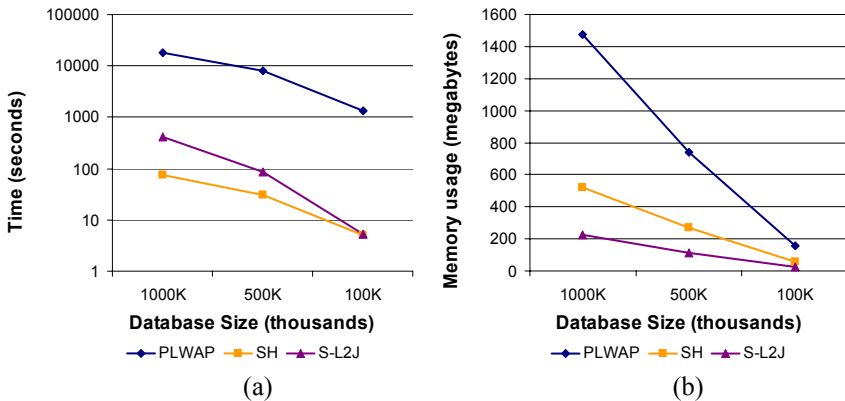 100000
10000
1000
100
10
1
Time (seconds)
1000K 500K 100K
Database Size (thousands)
PLWAP SH S-L2J
(a)
1600
1400
1200
1000
800
600
400
200
0
Memory usage (megabytes)
1000K 500K 100K
Database Size (thousands)
PLWAP SH S-L2J
(b)